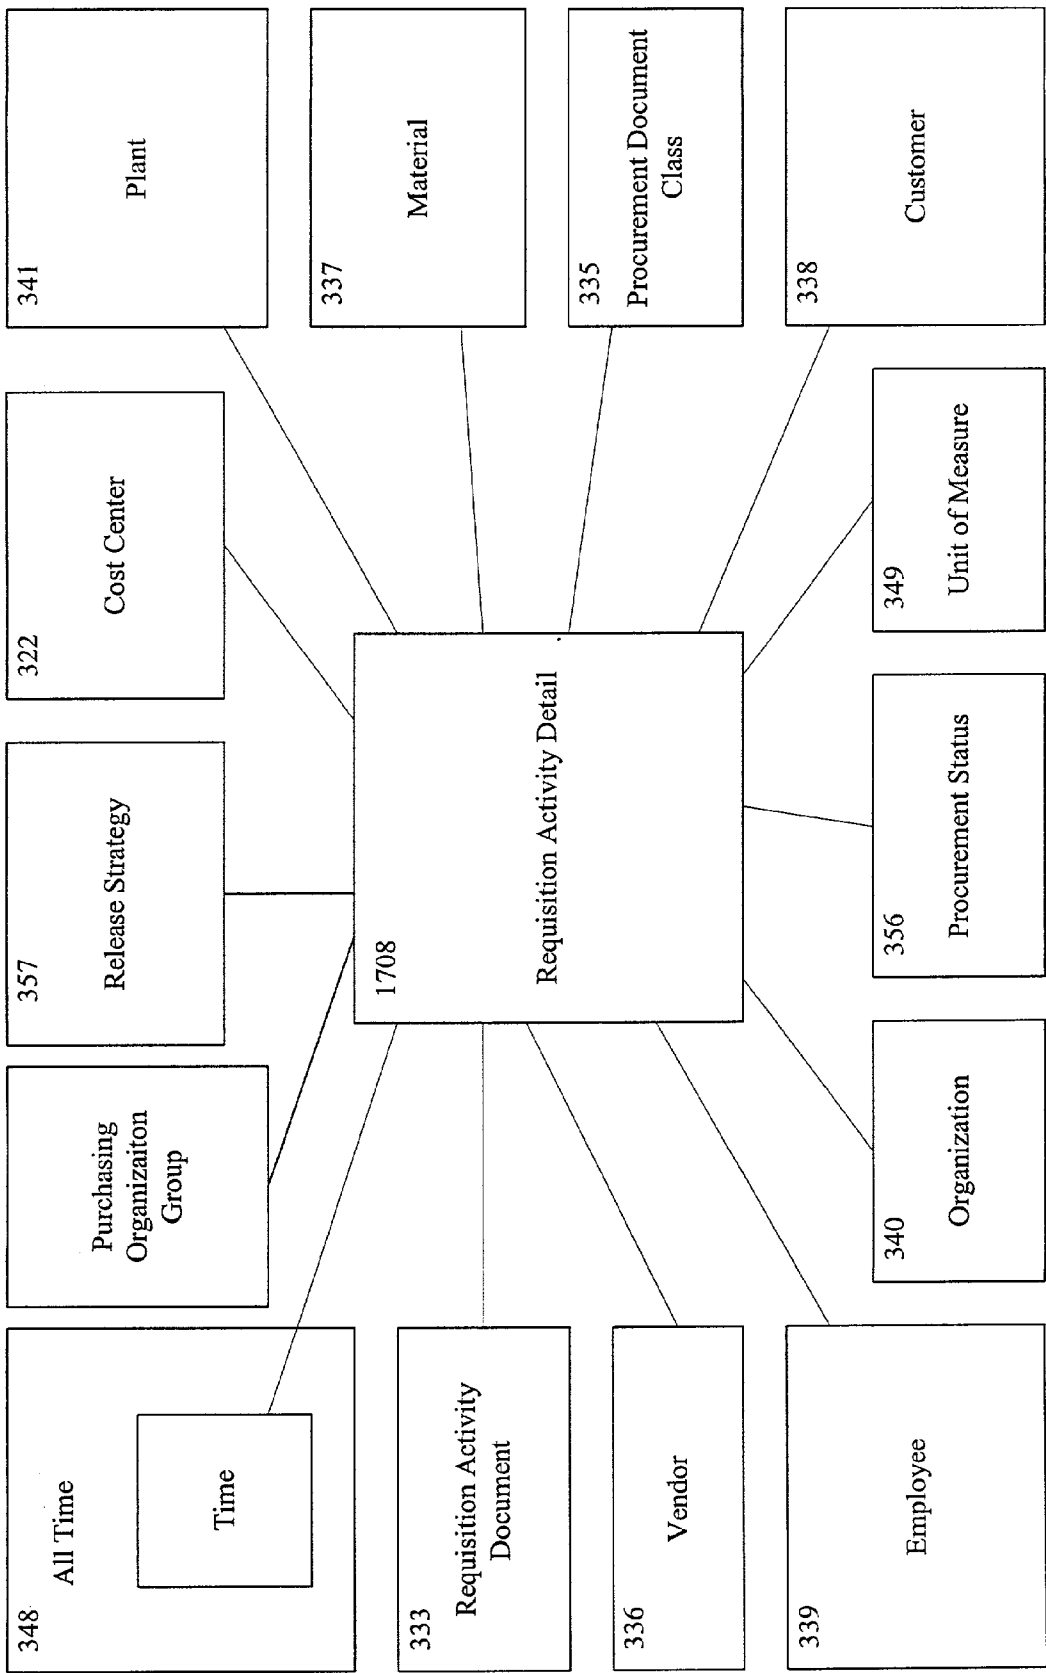 348
All Time
Time
Purchasing
Organizaiton
Group
357
Release Strategy
322
Cost Center
341
Plant
333
Requisition Activity
Document
1708
Requisition Activity Detail
337
Material
336
Vendor
335
Procurement Document
Class
339
Employee
340
Organization
356
Procurement Status
349
Unit of Measure
338
Customer